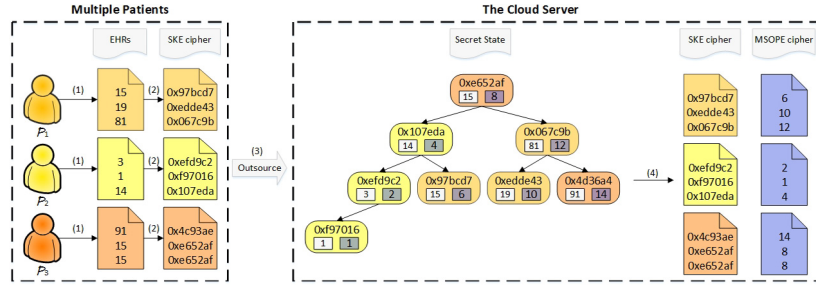 Multiple Patients
The Cloud Server
EHRs
SKE cipher
Secret State
SKE cipher
MSOPE cipher
(1)
15
19
81
(2)
0x97bcd7
0xedde43
0x067c9b
P1
(1)
3
1
14
(2)
0xefd9c2
0xf97016
0x107eda
P2
(1)
91
15
15
(2)
0x4c93ae
0xe652af
0xe652af
P3
(3)
Outsource
0xe652af
15 8
0x107eda
14 4
0x067c9b
81 12
0xefd9c2
3 2
0x97bcd7
15 6
0xedde43
19 10
0x4d36a4
91 14
0xf97016
1 1
(4)
0x97bcd7
0xedde43
0x067c9b
6
10
12
0xefd9c2
0xf97016
0x107eda
2
1
4
0x4c93ae
0xe652af
0xe652af
14
8
8